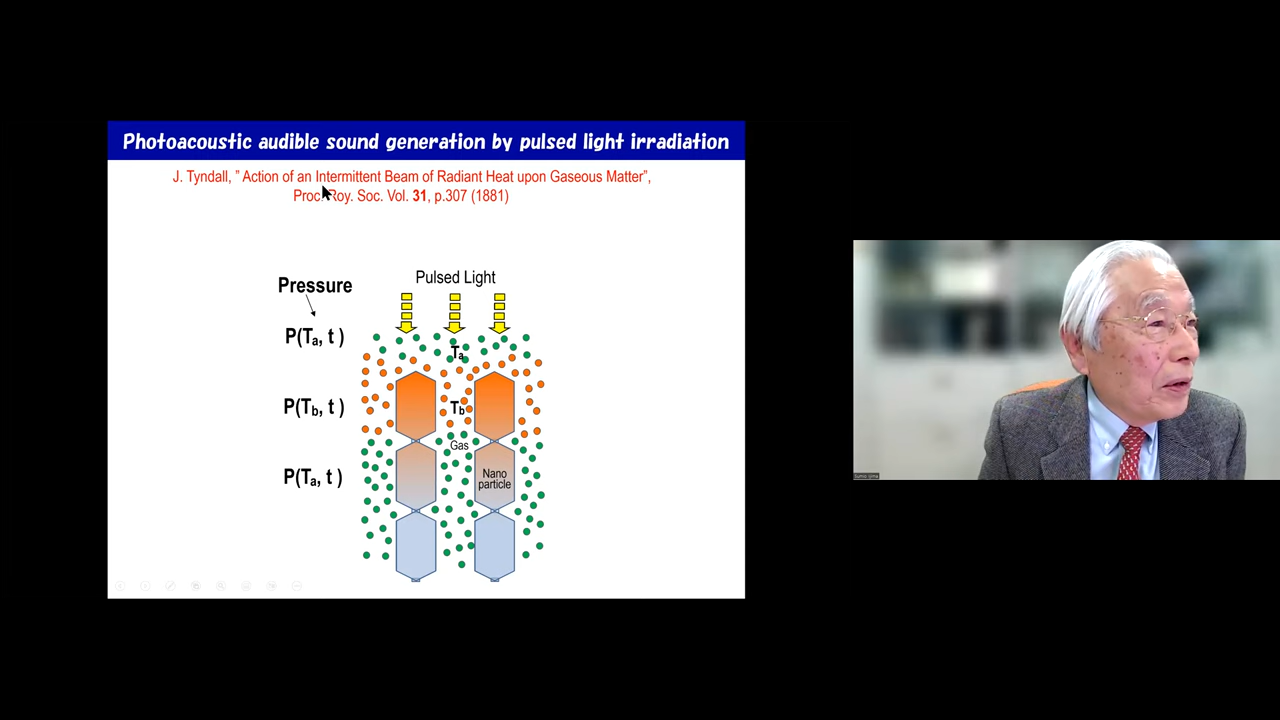 Photoacoustic audible sound generation by pulsed light irradiation
J. Tyndall, " Action of an Intermittent Beam of Radiant Heat upon Gaseous Matter",
Proc. Roy. Soc. Vol. 31, p.307 (1881)
Pulsed Light
Pressure
P(Ta, t )
Ta
P(Tb, t )
Tb
Gas
P(Ta, t )
Nano
particle
Sumio Iijima